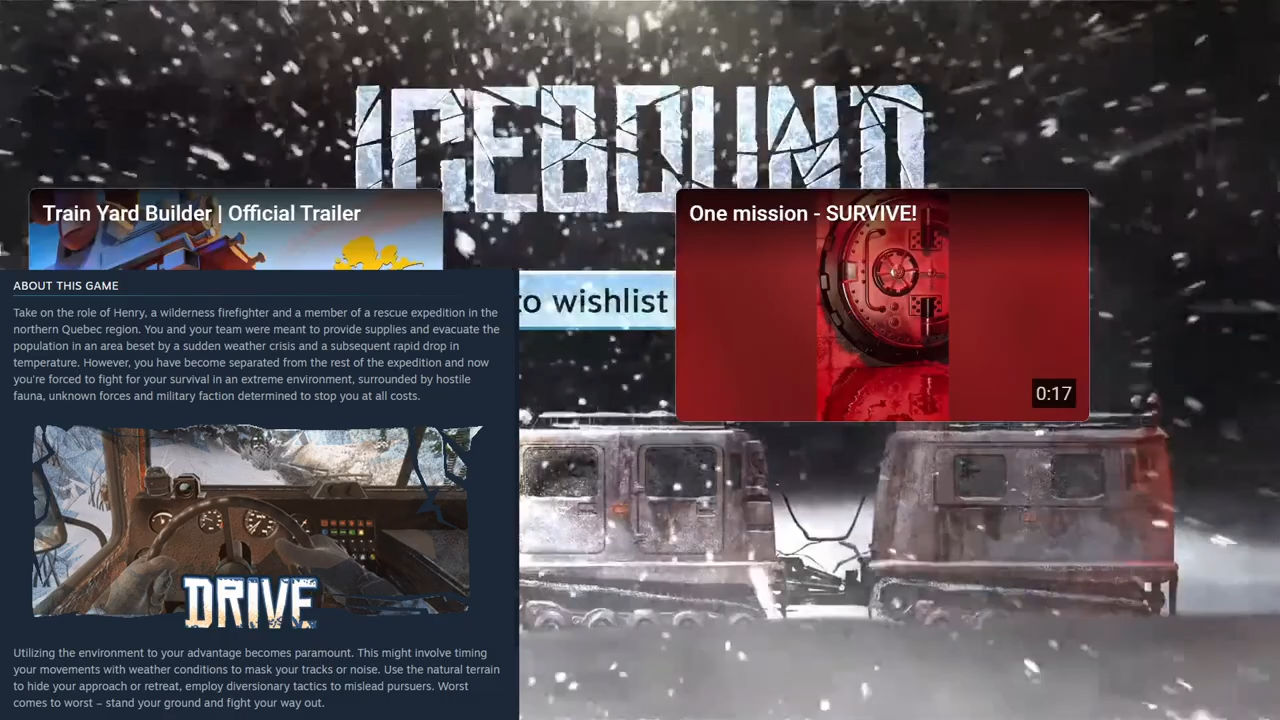 ICEBOUND
Train Yard Builder | Official Trailer
One mission - SURVIVE!
to wishlist
0:17
ABOUT THIS GAME
Take on the role of Henry, a wilderness firefighter and a member of a rescue expedition in the
northern Quebec region. You and your team were meant to provide supplies and evacuate the
population in an area beset by a sudden weather crisis and a subsequent rapid drop in
temperature. However, you have become separated from the rest of the expedition and now
you're forced to fight for your survival in an extreme environment, surrounded by hostile
fauna, unknown forces and military faction determined to stop you at all costs.
DRIVE
Utilizing the environment to your advantage becomes paramount. This might involve timing
your movements with weather conditions to mask your tracks or noise. Use the natural terrain
to hide your approach or retreat, employ diversionary tactics to mislead pursuers. Worst
comes to worst – stand your ground and fight your way out.